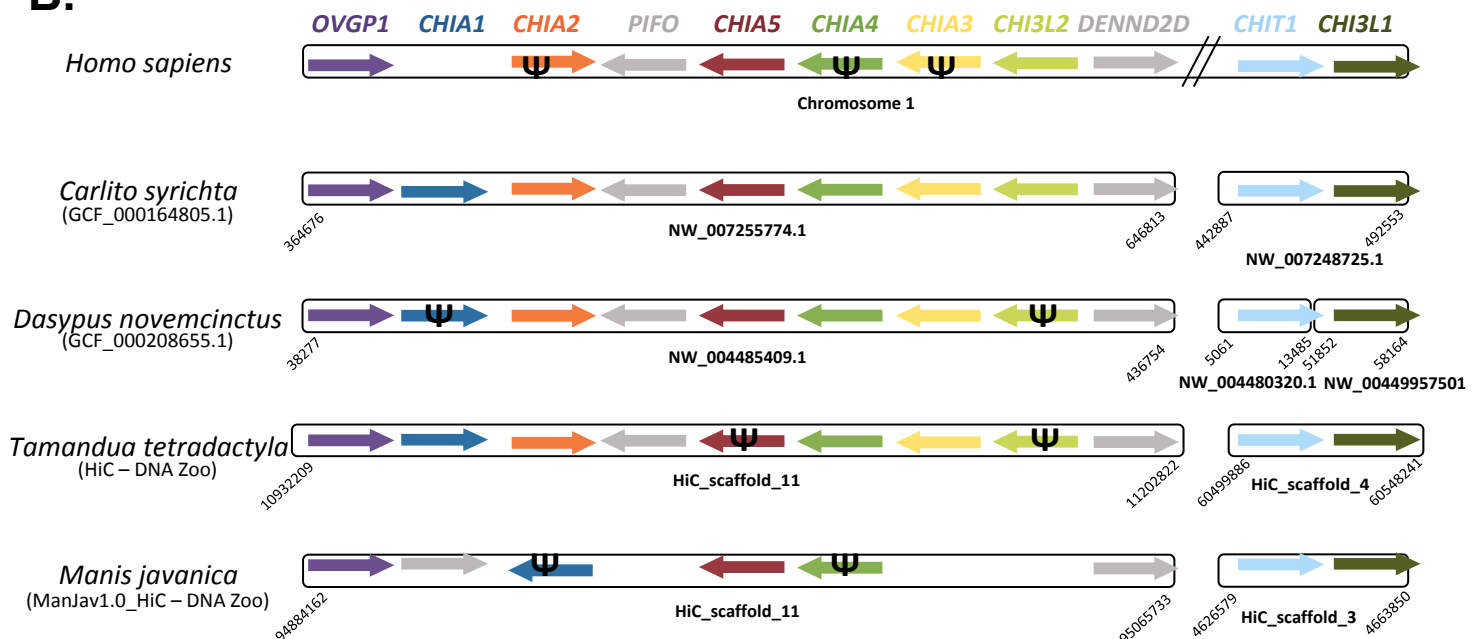 B.
OVGP1 CHIA1 CHIA2 PIFO CHIA5 CHIA4 CHIA3 CHI3L2 DENND2D CHIT1 CHI3L1
Homo sapiens
Ψ Ψ Ψ
Chromosome 1
Carlito syrichta
(GCF_000164805.1)
364676 646813 442887 492553
NW_007255774.1
NW_007248725.1
Dasypus novemcinctus
(GCF_000208655.1)
Ψ Ψ
38277 436754 5061 13485 51852 58164
NW_004485409.1
NW_004480320.1 NW_00449957501
Tamandua tetradactyla
(HiC – DNA Zoo)
Ψ Ψ
10932209 11202822 60499886 60548241
HiC_scaffold_11 HiC_scaffold_4
Manis javanica
(ManJav1.0_HiC – DNA Zoo)
Ψ Ψ
94884162 95065733 4626579 4663850
HiC_scaffold_11 HiC_scaffold_3